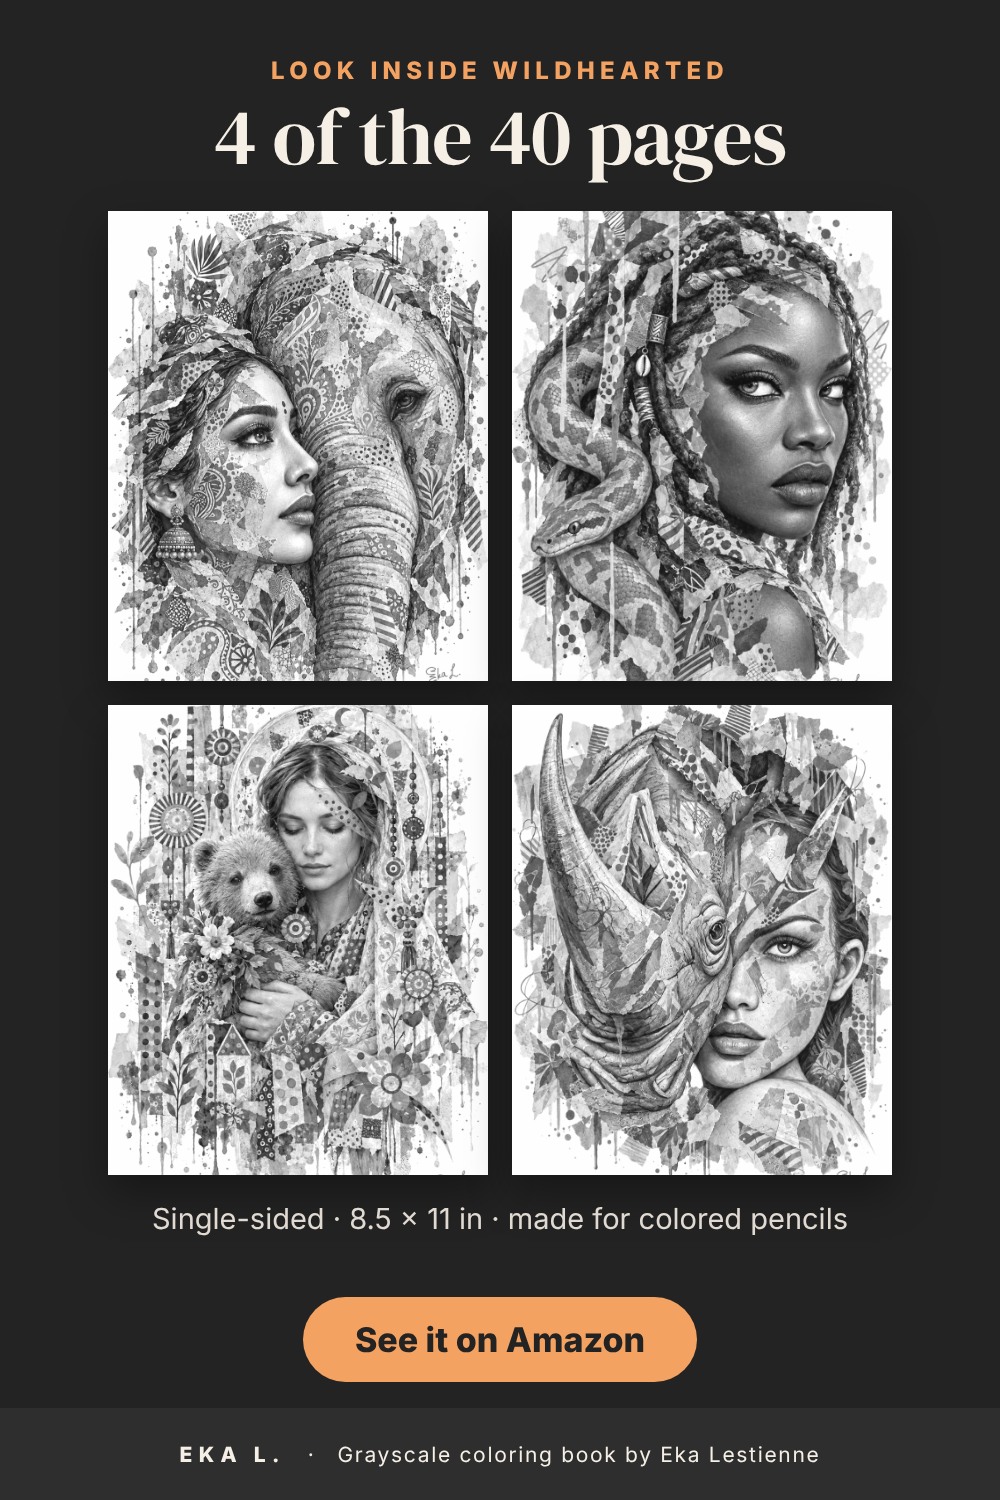 LOOK INSIDE WILDHEARTED
4 of the 40 pages
Eka L
Single-sided · 8.5 × 11 in · made for colored pencils
See it on Amazon
EKA L. · Grayscale coloring book by Eka Lestienne